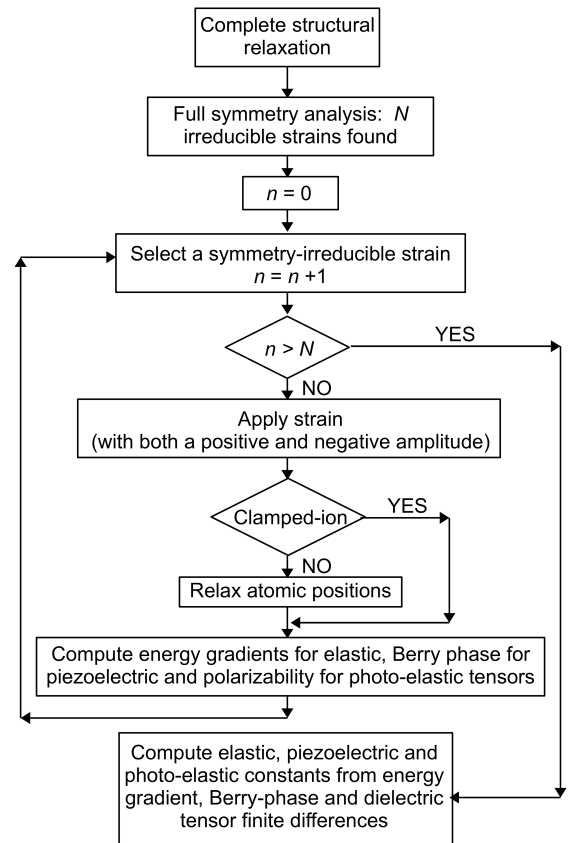 Complete structural
relaxation
Full symmetry analysis: N
irreducible strains found
n = 0
Select a symmetry-irreducible strain
n = n +1
n > N
YES
NO
Apply strain
(with both a positive and negative amplitude)
Clamped-ion
YES
NO
Relax atomic positions
Compute energy gradients for elastic, Berry phase for
piezoelectric and polarizability for photo-elastic tensors
Compute elastic, piezoelectric and
photo-elastic constants from energy
gradient, Berry-phase and dielectric
tensor finite differences